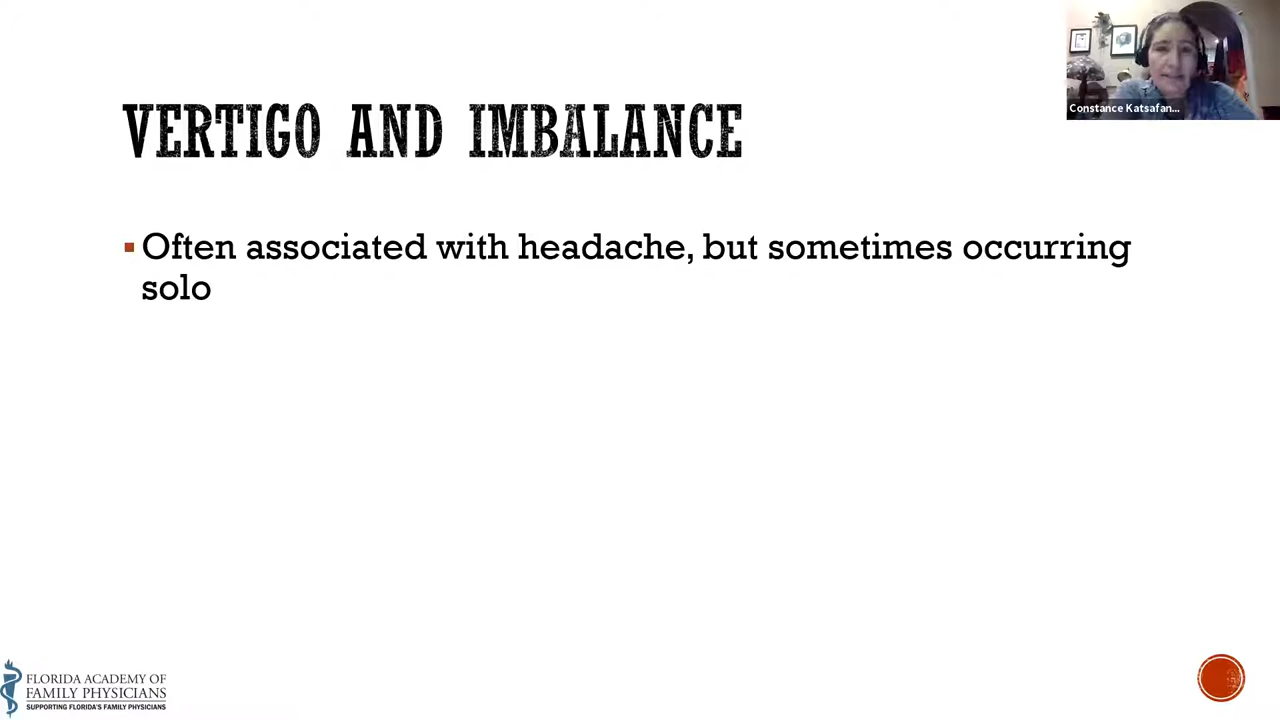 Constance Katsafan...
VERTIGO AND IMBALANCE
Often associated with headache, but sometimes occurring
solo
FLORIDA ACADEMY OF
FAMILY PHYSICIANS
SUPPORTING FLORIDA'S FAMILY PHYSICIANS